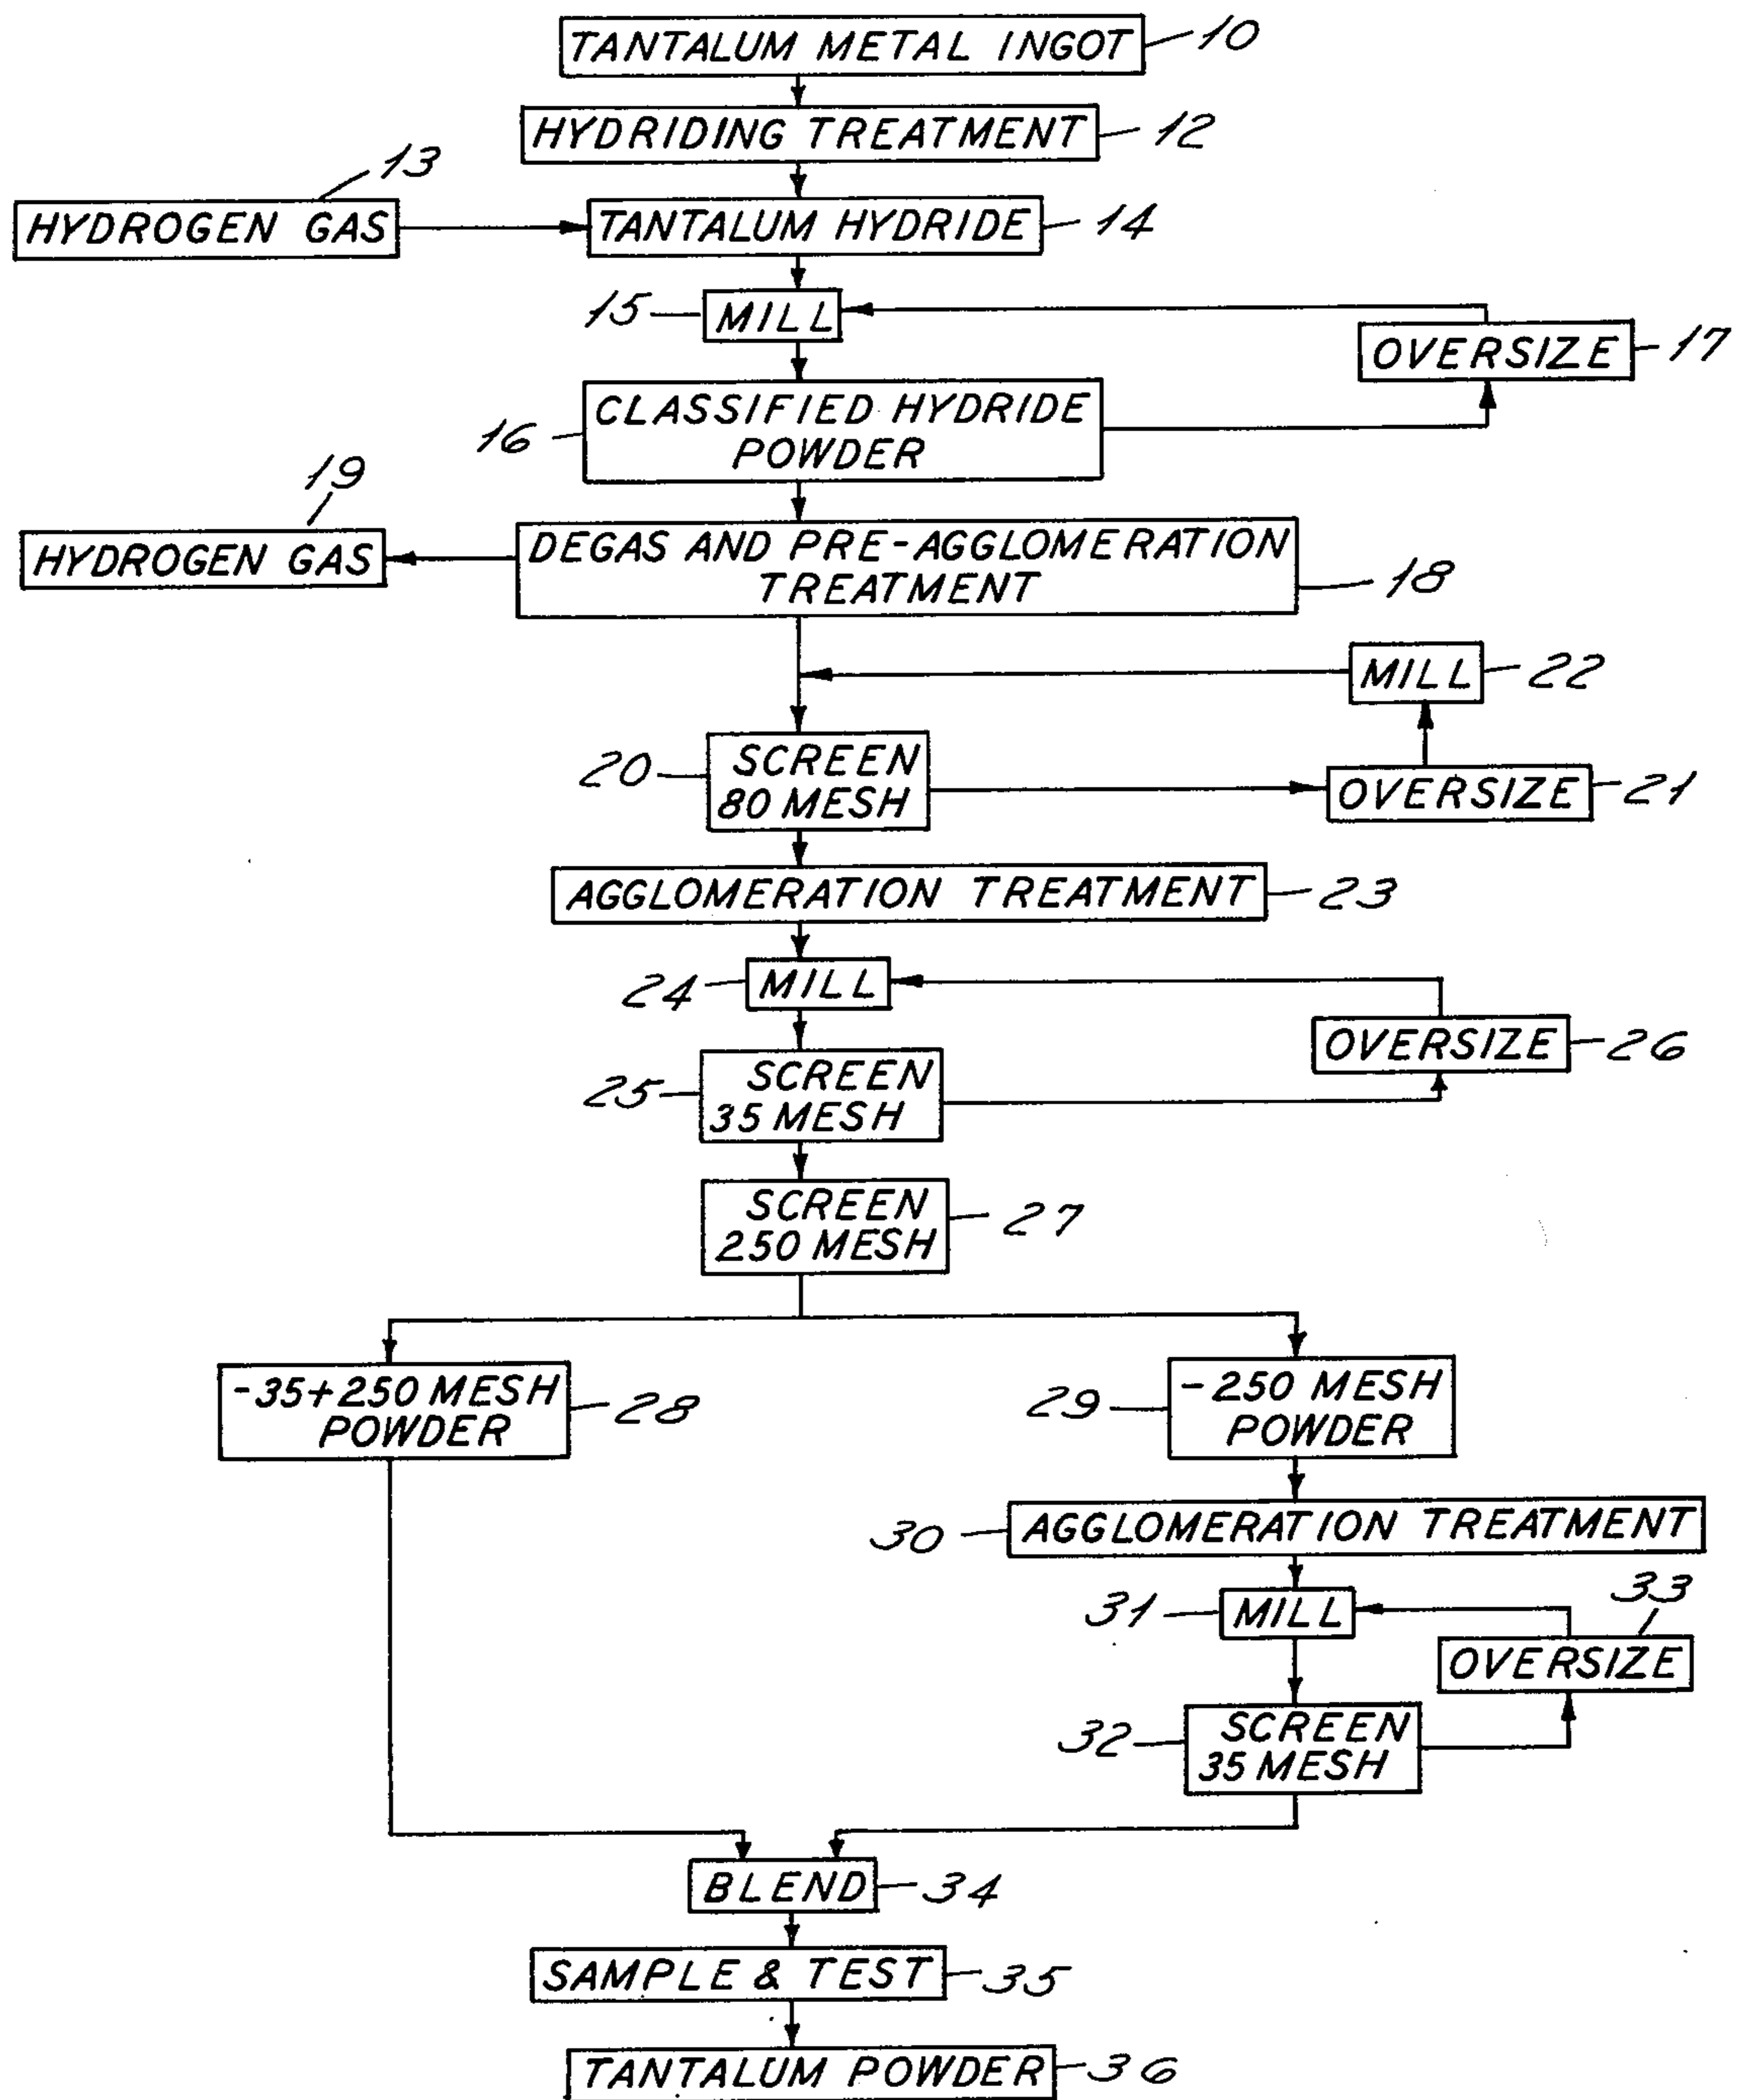 TANTALUM METAL INGOT 10
HYDRIDING TREATMENT 12
13
HYDROGEN GAS
TANTALUM HYDRIDE 14
15 MILL
OVERSIZE 17
16
CLASSIFIED HYDRIDE
POWDER
19
HYDROGEN GAS
DEGAS AND PRE-AGGLOMERATION
TREATMENT
18
MILL 22
20
SCREEN
80 MESH
OVERSIZE 21
AGGLOMERATION TREATMENT 23
24 MILL
OVERSIZE 26
25
SCREEN
35 MESH
SCREEN
250 MESH
27
-35+250 MESH
POWDER
28
29
-250 MESH
POWDER
30 AGGLOMERATION TREATMENT
31 MILL
33
OVERSIZE
32
SCREEN
35 MESH
BLEND 34
SAMPLE & TEST 35
TANTALUM POWDER 36